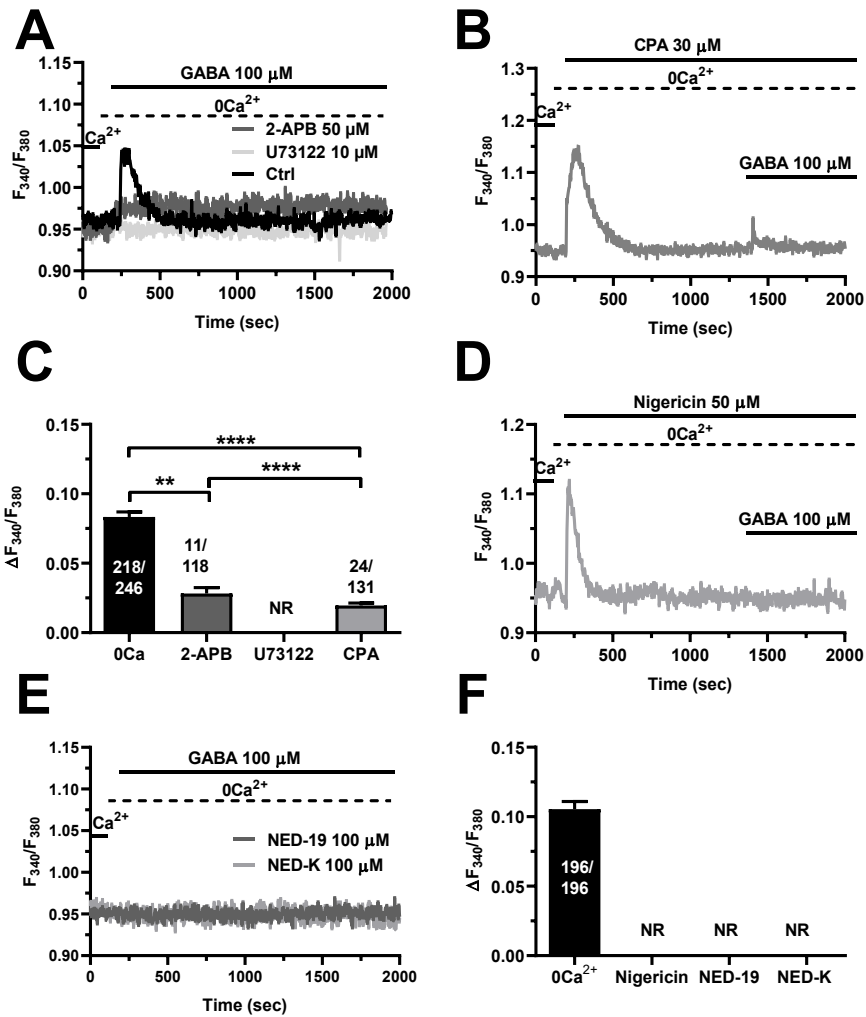 A
GABA 100 µM
0Ca²⁺
Ca²⁺
2-APB 50 µM
U73122 10 µM
Ctrl
F₃₄₀/F₃₈₀
1.15
1.10
1.05
1.00
0.95
0.90
0 500 1000 1500 2000
Time (sec)
B
CPA 30 µM
0Ca²⁺
Ca²⁺
GABA 100 µM
F₃₄₀/F₃₈₀
1.3
1.2
1.1
1.0
0.9
0 500 1000 1500 2000
Time (sec)
C
ΔF₃₄₀/F₃₈₀
0.15
0.10
0.05
0.00
****
** ****
218/
246
11/
118
NR
24/
131
0Ca 2-APB U73122 CPA
D
Nigericin 50 µM
0Ca²⁺
Ca²⁺
GABA 100 µM
F₃₄₀/F₃₈₀
1.2
1.1
1.0
0.9
0 500 1000 1500 2000
Time (sec)
E
GABA 100 µM
0Ca²⁺
Ca²⁺
NED-19 100 µM
NED-K 100 µM
F₃₄₀/F₃₈₀
1.15
1.10
1.05
1.00
0.95
0.90
0 500 1000 1500 2000
Time (sec)
F
ΔF₃₄₀/F₃₈₀
0.15
0.10
0.05
0.00
196/
196
NR NR NR
0Ca²⁺ Nigericin NED-19 NED-K